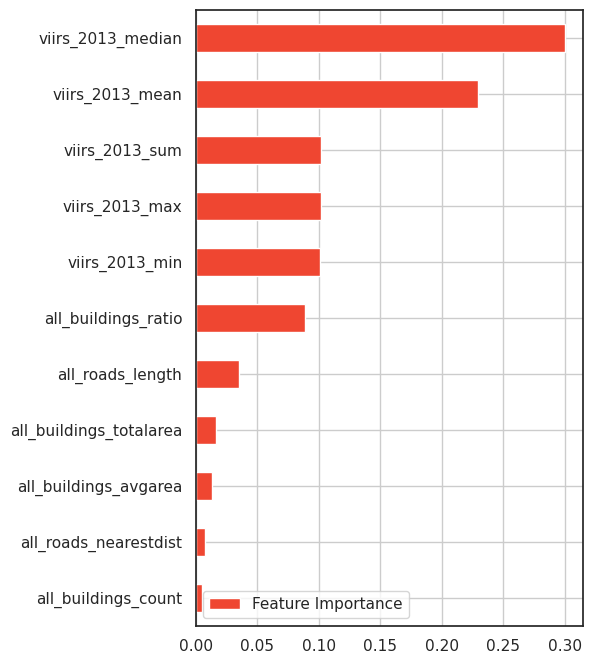 viirs_2013_median
viirs_2013_mean
viirs_2013_sum
viirs_2013_max
viirs_2013_min
all_buildings_ratio
all_roads_length
all_buildings_totalarea
all_buildings_avgarea
all_roads_nearestdist
all_buildings_count
Feature Importance
0.00 0.05 0.10 0.15 0.20 0.25 0.30